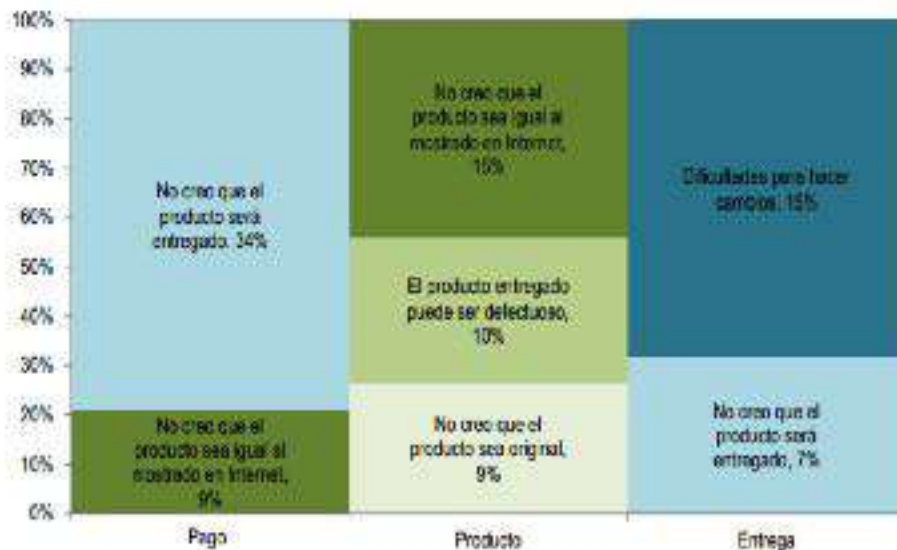 100%
90%
80%
70%
60%
50%
40%
30%
20%
10%
0%
No creo que el
producto será
entregado, 34%
No creo que el
producto sea igual al
mostrado en Internet,
9%
Pago
No creo que el
producto sea igual al
mostrado en Internet,
15%
El producto entregado
puede ser defectuoso,
10%
No creo que el
producto sea original,
9%
Producto
Dificultades para hacer
cambios, 15%
No creo que el
producto será
entregado, 7%
Entrega